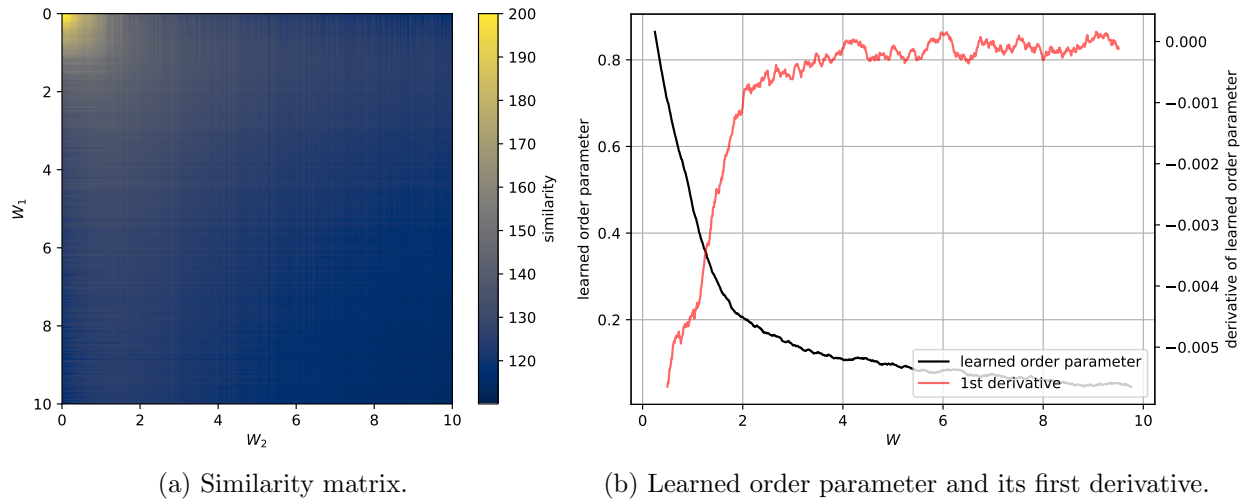 0
2
4
6
8
10
W₁
0 2 4 6 8 10
W₂
200
190
180
170
160
150
140
130
120
similarity
0.8
0.6
0.4
0.2
learned order parameter
0 2 4 6 8 10
W
0.000
−0.001
−0.002
−0.003
−0.004
−0.005
derivative of learned order parameter
learned order parameter
1st derivative
(a) Similarity matrix.
(b) Learned order parameter and its first derivative.